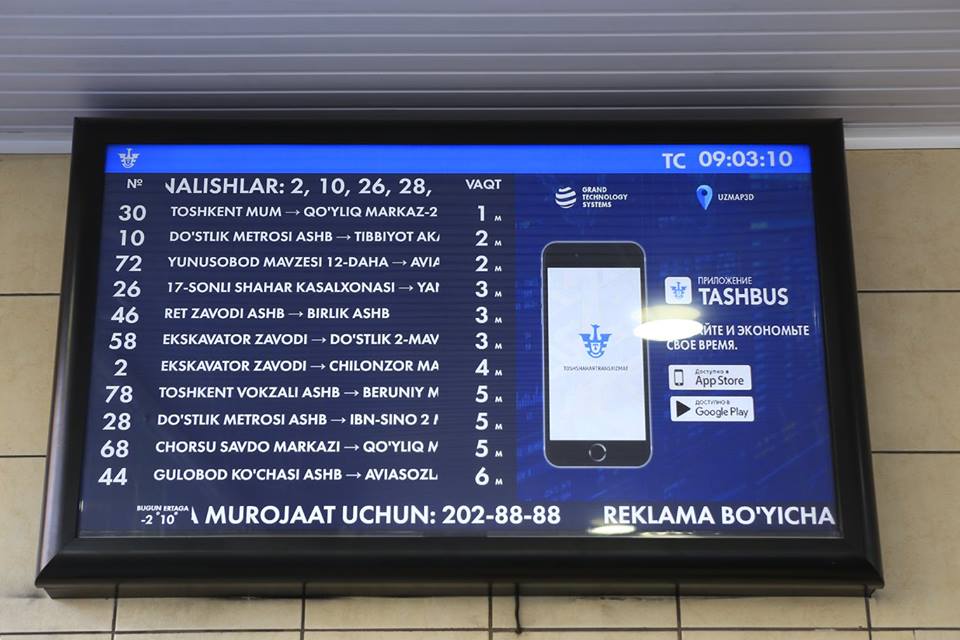 TC 09:03:10
№ NALISHLAR: 2, 10, 26, 28, VAQT
30 TOSHKENT MUM → QO'YLIQ MARKAZ-2 1 м
10 DO'STLIK METROSI ASHB → TIBBIYOT AKA 2 м
72 YUNUSOBOD MAVZESI 12-DAHA → AVIA 2 м
26 17-SONLI SHAHAR KASALXONASI → YAN 3 м
46 RET ZAVODI ASHB → BIRLIK ASHB 3 м
58 EKSKAVATOR ZAVODI → DO'STLIK 2-MAV 3 м
2 EKSKAVATOR ZAVODI → CHILONZOR MA 4 м
78 TOSHKENT VOKZALI ASHB → BERUNIY M 5 м
28 DO'STLIK METROSI ASHB → IBN-SINO 2 5 м
68 CHORSU SAVDO MARKAZI → QO'YLIQ M 5 м
44 GULOBOD KO'CHASI ASHB → AVIASOZL 6 м
GRAND
TECHNOLOGY
SYSTEMS
UZMAP3D
TOSHSHAHARTRANSXIZMAT
ПРИЛОЖЕНИЕ
TASHBUS
И ЭКОНОМЬТЕ
СВОЕ ВРЕМЯ.
Доступно в
App Store
ДОСТУПНО В
Google Play
BUGUN ERTAGA
-2° 10°
A MUROJAAT UCHUN: 202-88-88 REKLAMA BO'YICHA